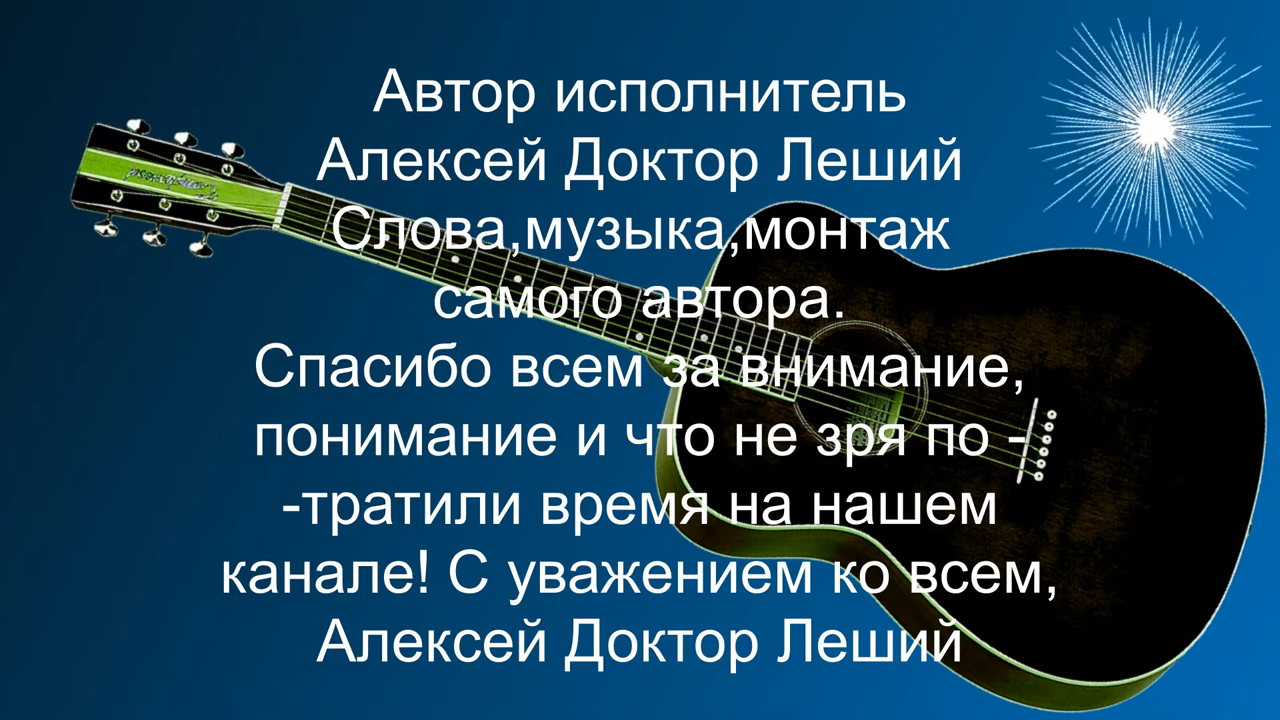 Автор исполнитель
Алексей Доктор Леший
Слова,музыка,монтаж
самого автора.
Спасибо всем за внимание,
понимание и что не зря по -
-тратили время на нашем
канале! С уважением ко всем,
Алексей Доктор Леший